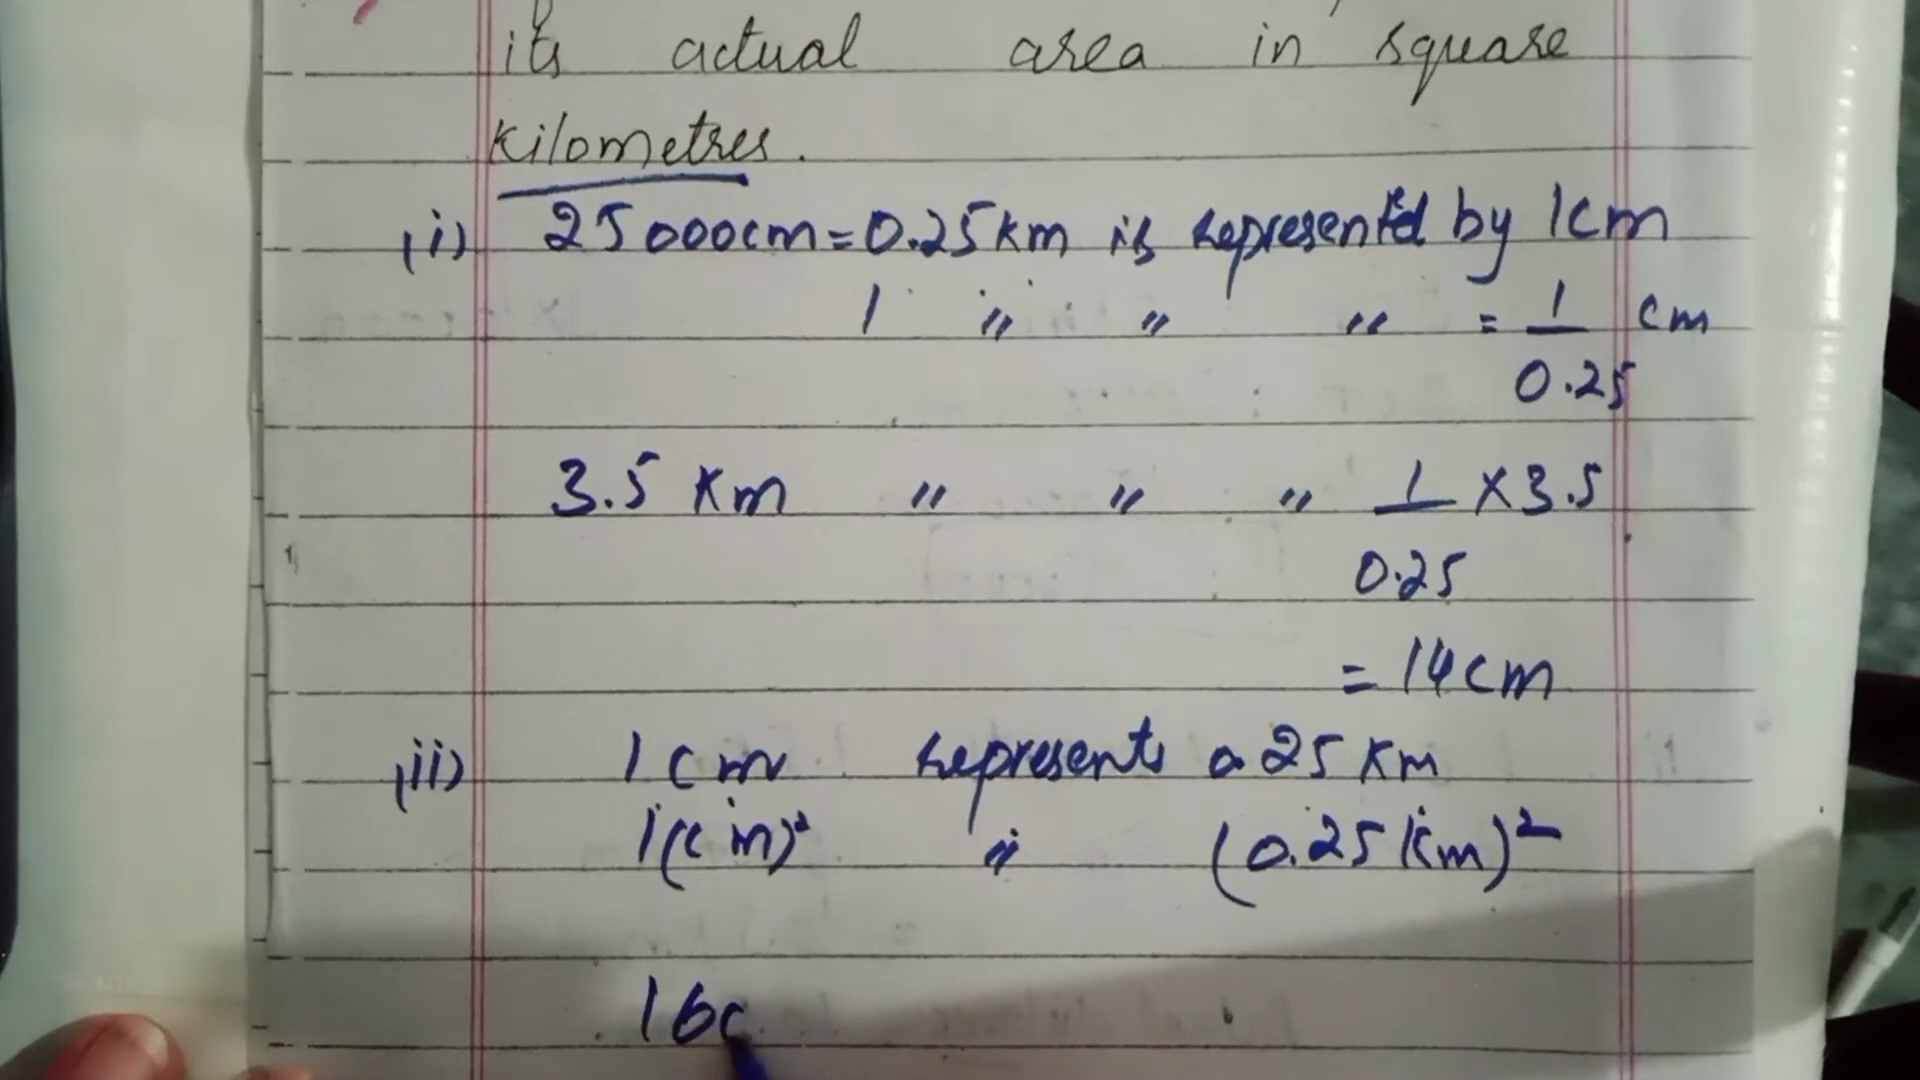 its actual area in square
kilometres.
(i) 25000cm = 0.25km is represented by 1cm
1 " " " = 1/0.25 cm
3.5 Km " " " 1/0.25 × 3.5
= 14cm
(ii) 1cm represents 0.25 Km
1(cm)² " (0.25 km)²
16c